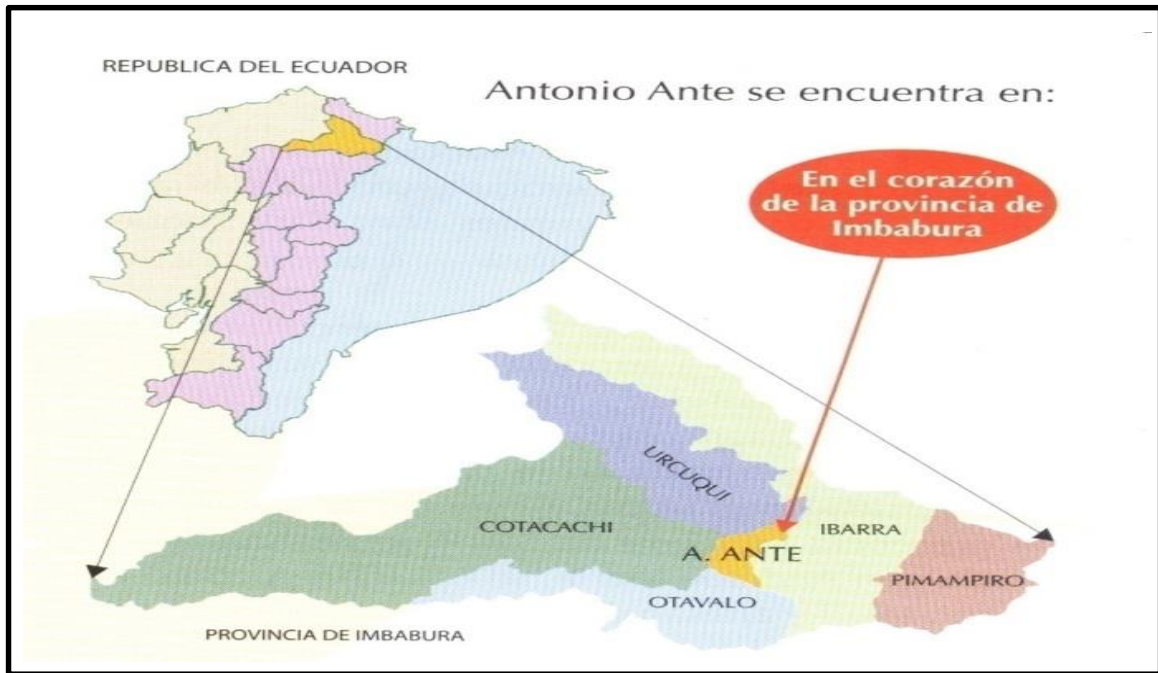 REPUBLICA DEL ECUADOR
Antonio Ante se encuentra en:
En el corazón
de la provincia de
Imbabura
URCUQUI
COTACACHI
IBARRA
A. ANTE
PIMAMPIRO
OTAVALO
PROVINCIA DE IMBABURA